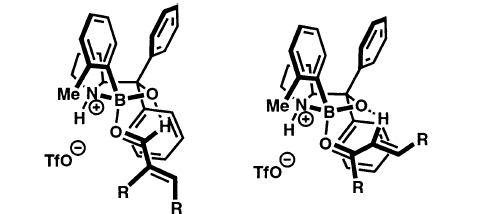 Me N B O
H ⊕
O H
TfO ⊖
R
R
Me N B O H
H ⊕ R
O
TfO ⊖
R